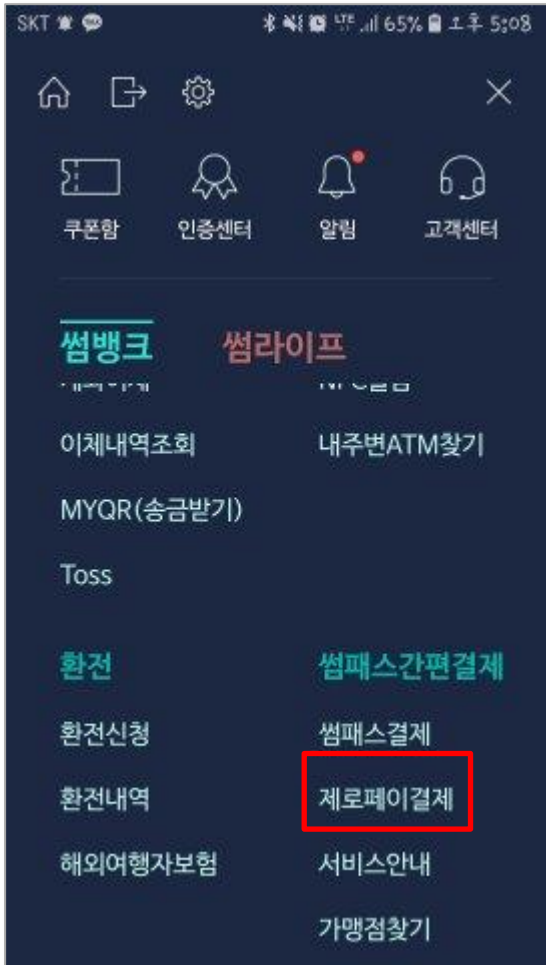 SKT LTE 65% 오후 5:08
쿠폰함 인증센터 알림 고객센터
썸뱅크 썸라이프
이체내역조회 내주변ATM찾기
MYQR(송금받기)
Toss
환전 썸패스간편결제
환전신청 썸패스결제
환전내역 제로페이결제
해외여행자보험 서비스안내
가맹점찾기